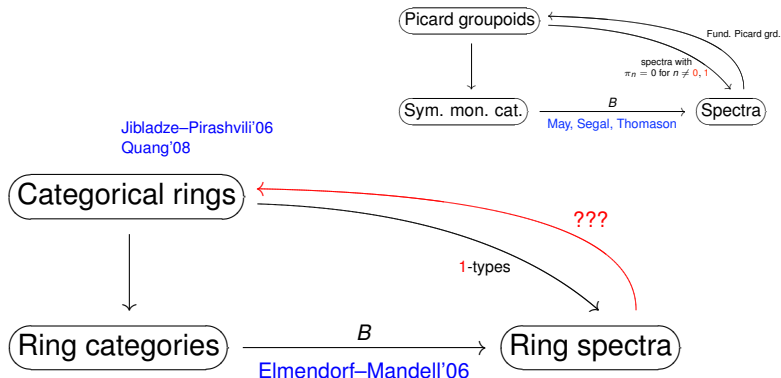 Picard groupoids
Fund. Picard grd.
spectra with
πn = 0 for n ≠ 0, 1
Sym. mon. cat.
B
Spectra
May, Segal, Thomason
Jibladze–Pirashvili'06
Quang'08
Categorical rings
???
1-types
Ring categories
B
Ring spectra
Elmendorf–Mandell'06